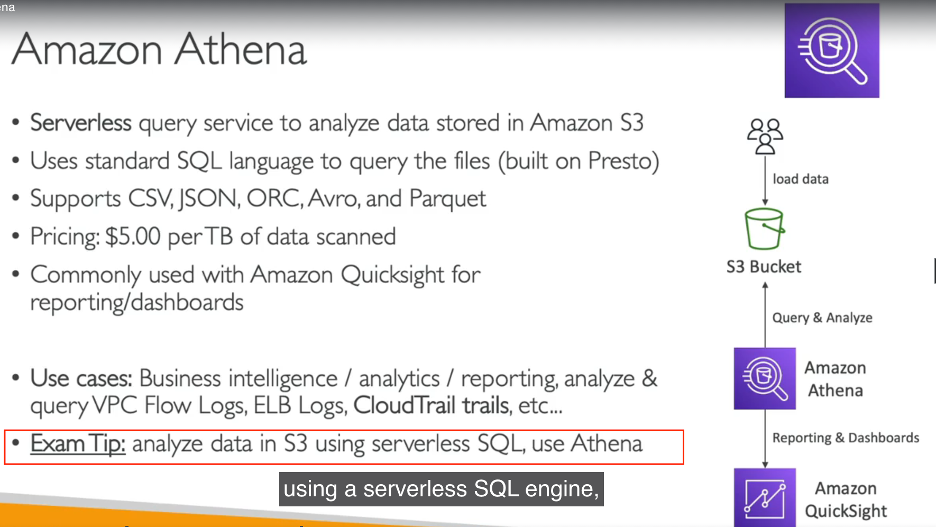 na
Amazon Athena
• Serverless query service to analyze data stored in Amazon S3
• Uses standard SQL language to query the files (built on Presto)
• Supports CSV, JSON, ORC, Avro, and Parquet
• Pricing: $5.00 per TB of data scanned
• Commonly used with Amazon Quicksight for
reporting/dashboards
• Use cases: Business intelligence / analytics / reporting, analyze &
query VPC Flow Logs, ELB Logs, CloudTrail trails, etc...
• Exam Tip: analyze data in S3 using serverless SQL, use Athena
load data
S3 Bucket
Query & Analyze
Amazon
Athena
Reporting & Dashboards
Amazon
QuickSight
using a serverless SQL engine,